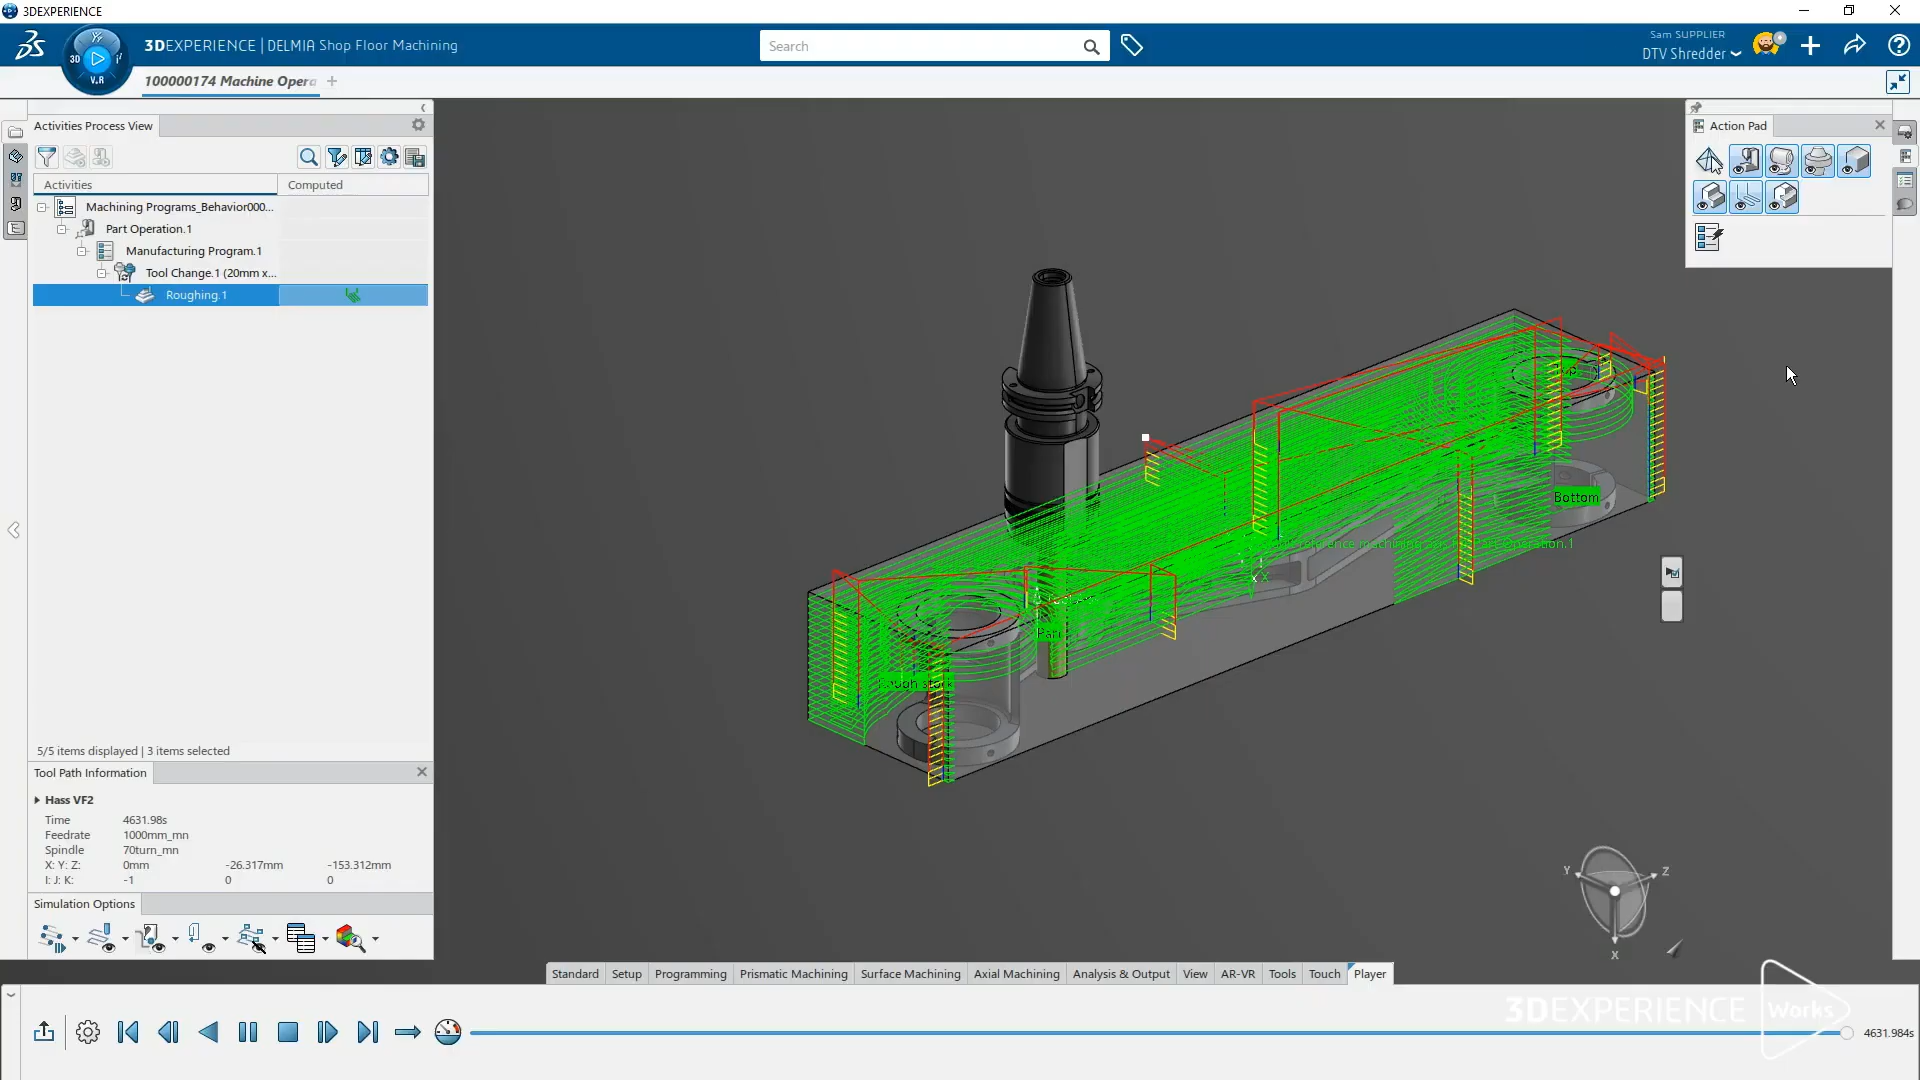 3DEXPERIENCE
3DEXPERIENCE | DELMIA Shop Floor Machining
Search
Sam SUPPLIER
DTV Shredder
3D
V.R
100000174 Machine Opera
Activities Process View
Action Pad
Activities
Computed
Machining Programs_Behavior000...
Part Operation.1
Manufacturing Program.1
Tool Change.1 (20mm x...
Roughing.1
Bottom
5/5 items displayed | 3 items selected
Tool Path Information
Hass VF2
Time 4631.98s
Feedrate 1000mm_mn
Spindle 70turn_mn
X: Y: Z: 0mm -26.317mm -153.312mm
I: J: K: -1 0 0
Simulation Options
Y
Z
X
Standard Setup Programming Prismatic Machining Surface Machining Axial Machining Analysis & Output View AR-VR Tools Touch Player
3DEXPERIENCE Works
4631.984s